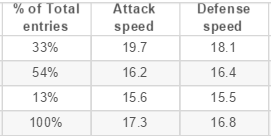 % of Total entries Attack speed Defense speed
33% 19.7 18.1
54% 16.2 16.4
13% 15.6 15.5
100% 17.3 16.8